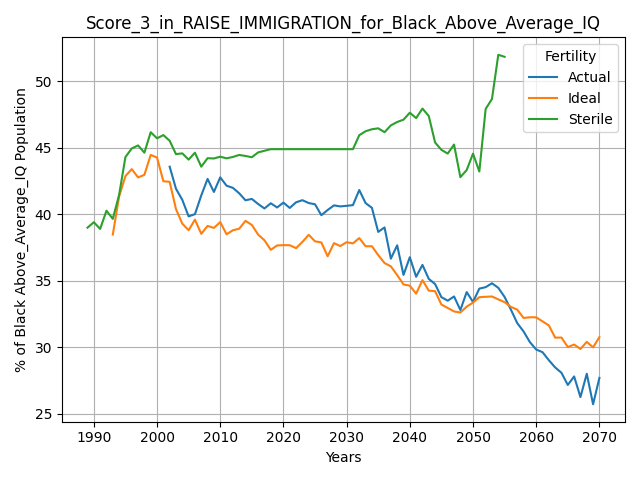 Score_3_in_RAISE_IMMIGRATION_for_Black_Above_Average_IQ
% of Black Above_Average_IQ Population
50
45
40
35
30
25
Fertility
Actual
Ideal
Sterile
1990 2000 2010 2020 2030 2040 2050 2060 2070
Years